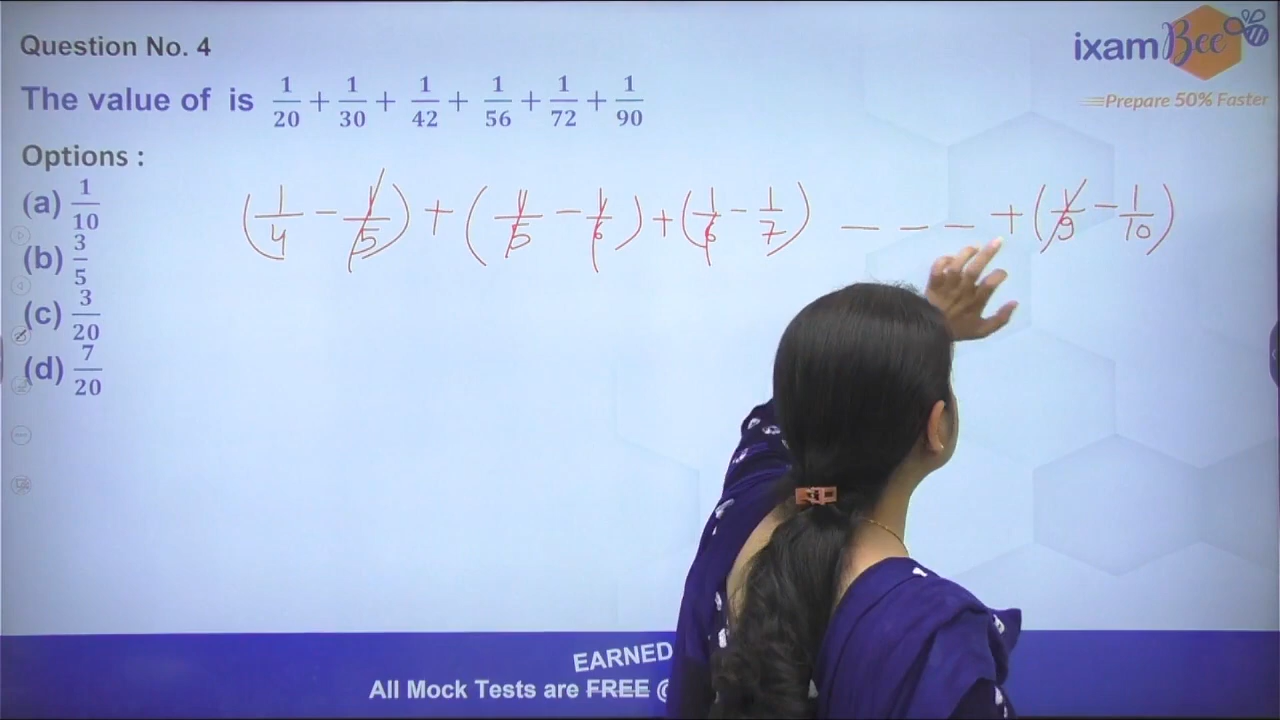 Question No. 4
ixamBee
Prepare 50% Faster
The value of is 1/20 + 1/30 + 1/42 + 1/56 + 1/72 + 1/90
Options :
(a) 1/10
(b) 3/5
(c) 3/20
(d) 7/20
(1/4 - 1/5) + (1/5 - 1/6) + (1/6 - 1/7) _ _ _ + (1/9 - 1/10)
EARNED
All Mock Tests are FREE @